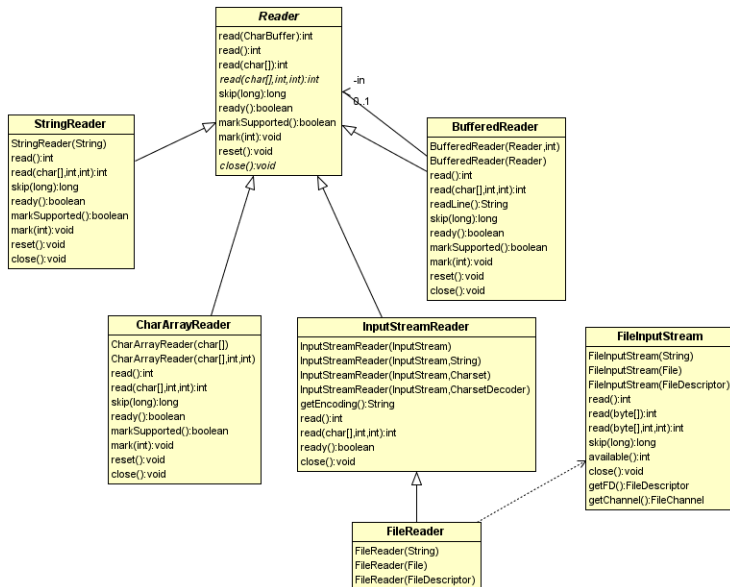 Reader
read(CharBuffer):int
read():int
read(char[]):int
read(char[],int,int):int
skip(long):long
ready():boolean
markSupported():boolean
mark(int):void
reset():void
close():void
-in
0..1
StringReader
StringReader(String)
read():int
read(char[],int,int):int
skip(long):long
ready():boolean
markSupported():boolean
mark(int):void
reset():void
close():void
BufferedReader
BufferedReader(Reader,int)
BufferedReader(Reader)
read():int
read(char[],int,int):int
readLine():String
skip(long):long
ready():boolean
markSupported():boolean
mark(int):void
reset():void
close():void
CharArrayReader
CharArrayReader(char[])
CharArrayReader(char[],int,int)
read():int
read(char[],int,int):int
skip(long):long
ready():boolean
markSupported():boolean
mark(int):void
reset():void
close():void
InputStreamReader
InputStreamReader(InputStream)
InputStreamReader(InputStream,String)
InputStreamReader(InputStream,Charset)
InputStreamReader(InputStream,CharsetDecoder)
getEncoding():String
read():int
read(char[],int,int):int
ready():boolean
close():void
FileInputStream
FileInputStream(String)
FileInputStream(File)
FileInputStream(FileDescriptor)
read():int
read(byte[]):int
read(byte[],int,int):int
skip(long):long
available():int
close():void
getFD():FileDescriptor
getChannel():FileChannel
FileReader
FileReader(String)
FileReader(File)
FileReader(FileDescriptor)